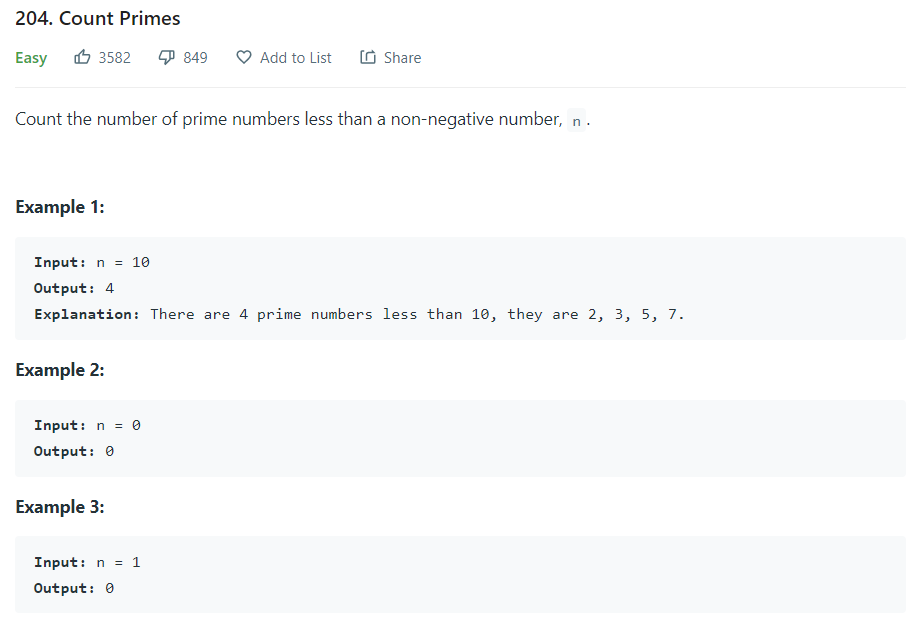 204. Count Primes
Easy 3582 849 Add to List Share
Count the number of prime numbers less than a non-negative number, n.
Example 1:
Input: n = 10
Output: 4
Explanation: There are 4 prime numbers less than 10, they are 2, 3, 5, 7.
Example 2:
Input: n = 0
Output: 0
Example 3:
Input: n = 1
Output: 0